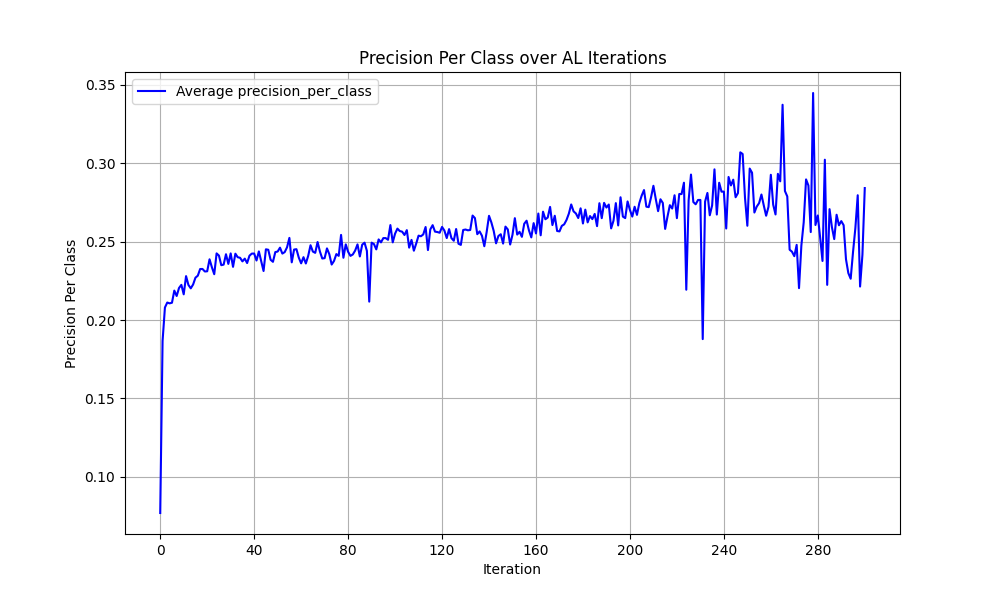 Precision Per Class over AL Iterations
Average precision_per_class
Precision Per Class
0.35
0.30
0.25
0.20
0.15
0.10
0 40 80 120 160 200 240 280
Iteration